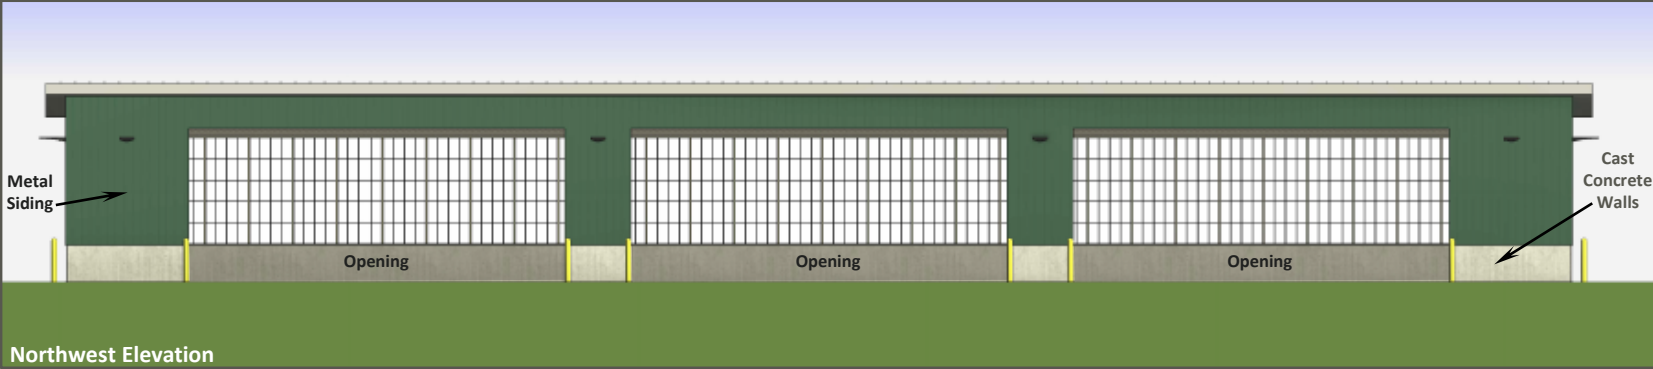 Metal
Siding
Cast
Concrete
Walls
Opening
Opening
Opening
Northwest Elevation